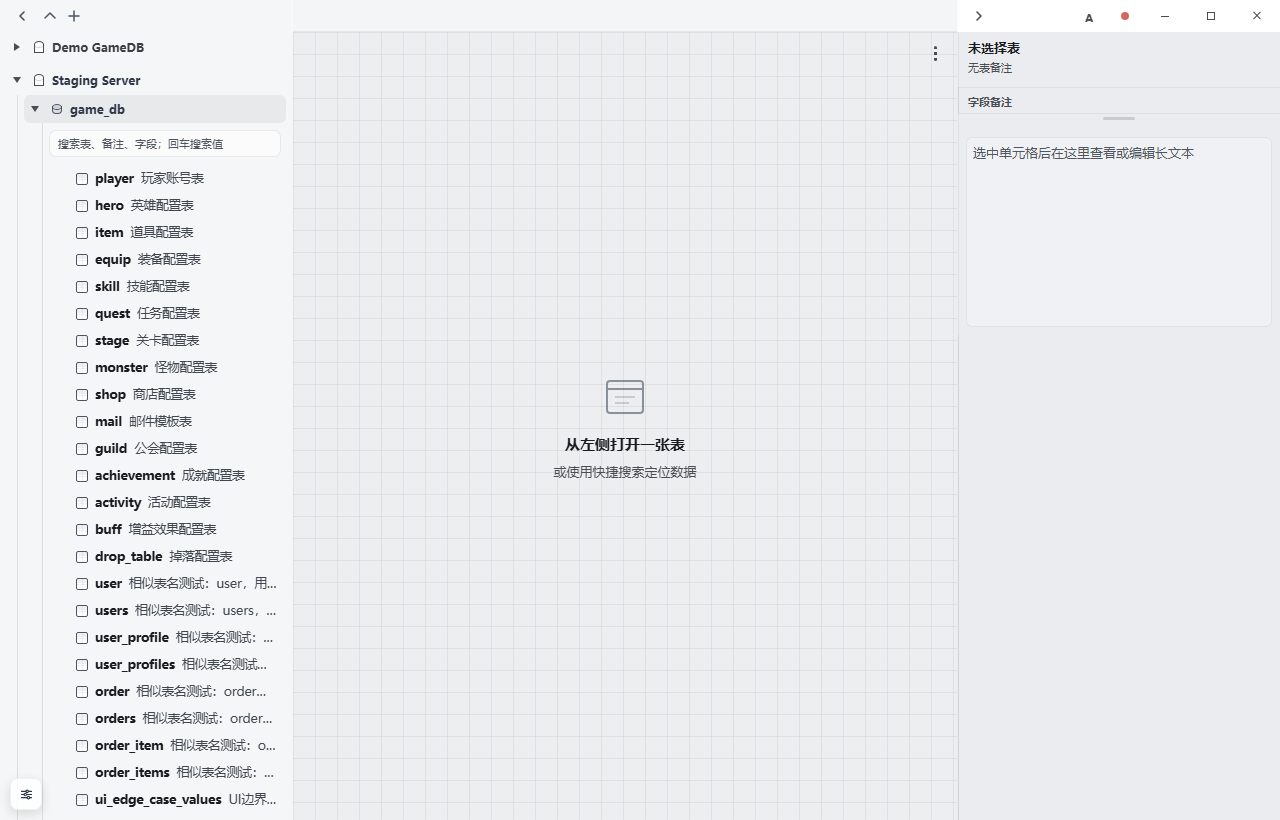 A
Demo GameDB
Staging Server
game_db
搜索表、备注、字段；回车搜索值
player 玩家账号表
hero 英雄配置表
item 道具配置表
equip 装备配置表
skill 技能配置表
quest 任务配置表
stage 关卡配置表
monster 怪物配置表
shop 商店配置表
mail 邮件模板表
guild 公会配置表
achievement 成就配置表
activity 活动配置表
buff 增益效果配置表
drop_table 掉落配置表
user 相似表名测试：user，用...
users 相似表名测试：users，...
user_profile 相似表名测试：...
user_profiles 相似表名测试...
order 相似表名测试：order...
orders 相似表名测试：order...
order_item 相似表名测试：o...
order_items 相似表名测试：...
ui_edge_case_values UI边界...
从左侧打开一张表
或使用快捷搜索定位数据
未选择表
无表备注
字段备注
选中单元格后在这里查看或编辑长文本